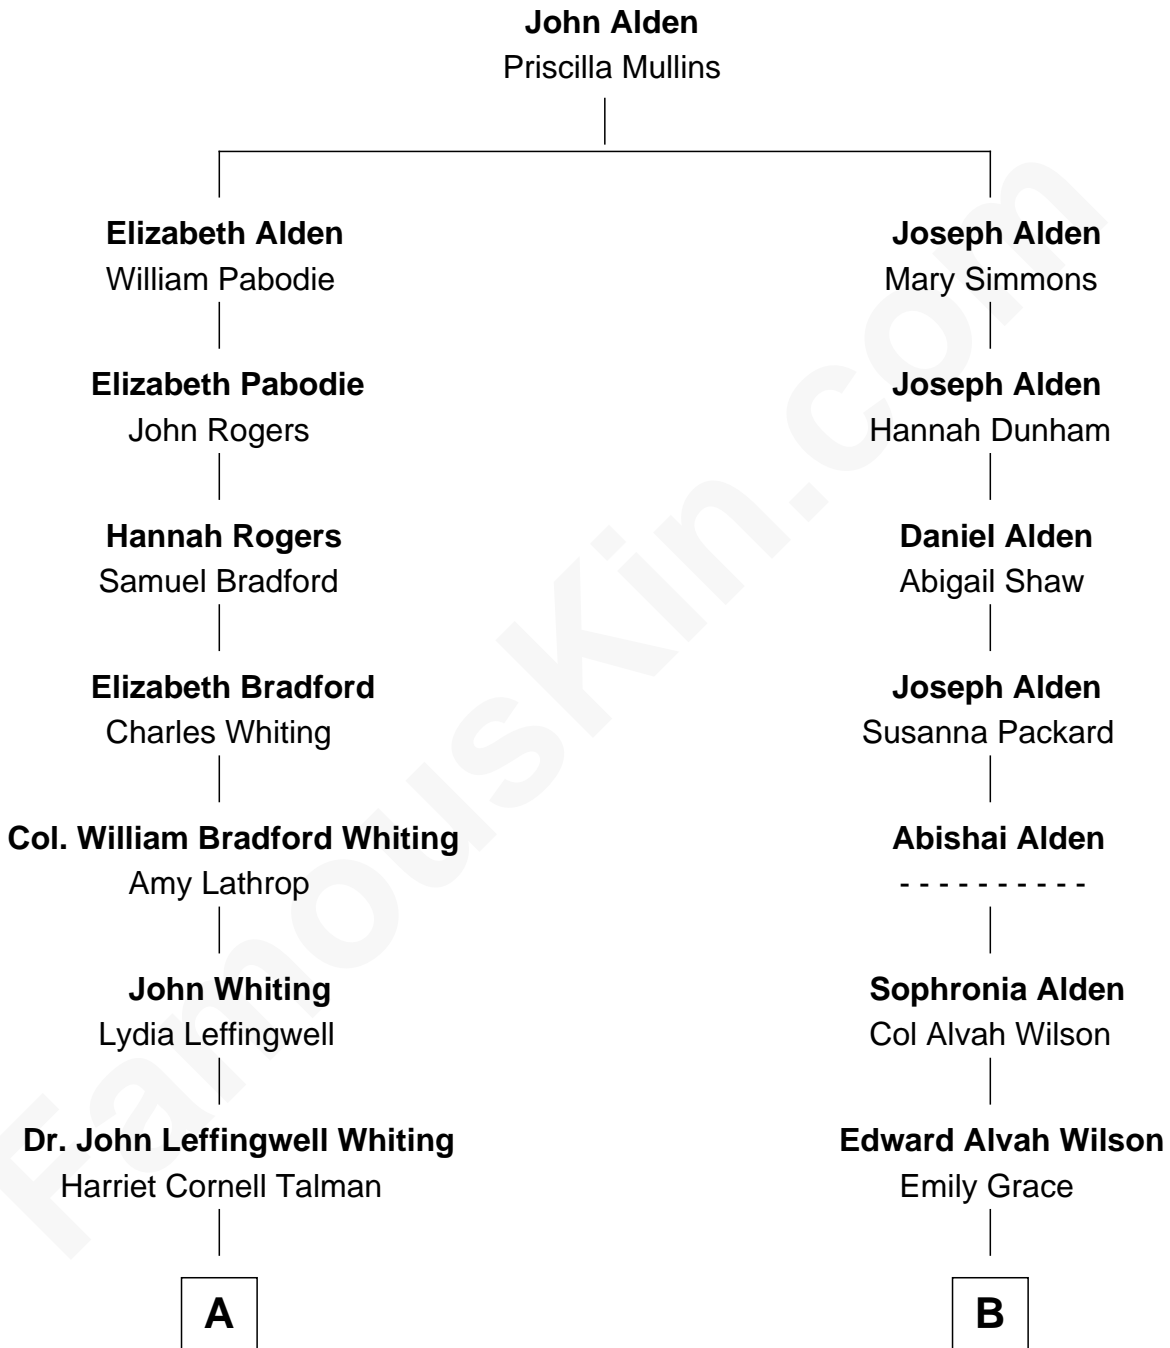 John Alden
Priscilla Mullins
Elizabeth Alden
William Pabodie
Joseph Alden
Mary Simmons
Elizabeth Pabodie
John Rogers
Joseph Alden
Hannah Dunham
Hannah Rogers
Samuel Bradford
Daniel Alden
Abigail Shaw
Elizabeth Bradford
Charles Whiting
Joseph Alden
Susanna Packard
Col. William Bradford Whiting
Amy Lathrop
Abishai Alden
- - - - - - - - - -
John Whiting
Lydia Leffingwell
Sophronia Alden
Col Alvah Wilson
Dr. John Leffingwell Whiting
Harriet Cornell Talman
Edward Alvah Wilson
Emily Grace
A
B
FamousKin.com